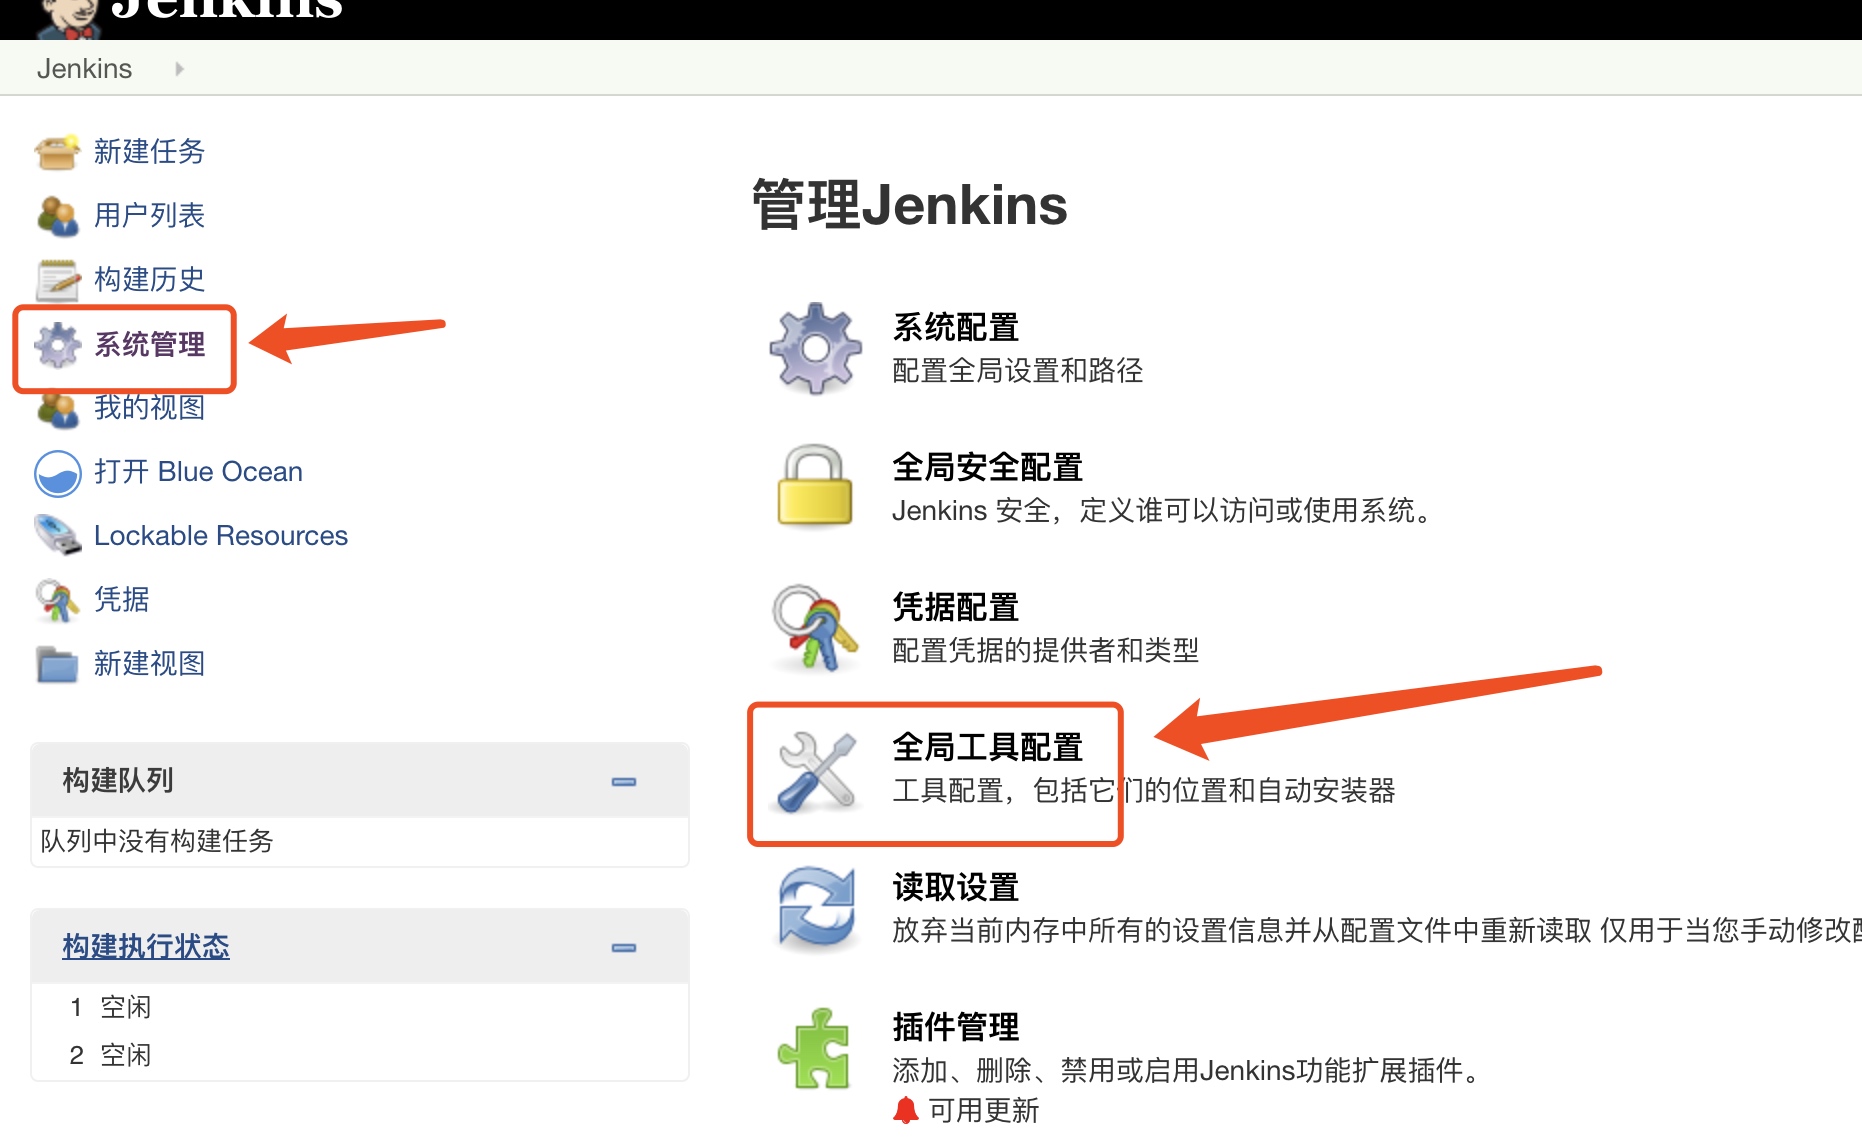 Jenkins
Jenkins
新建任务
用户列表
构建历史
系统管理
我的视图
打开 Blue Ocean
Lockable Resources
凭据
新建视图
构建队列
队列中没有构建任务
构建执行状态
1 空闲
2 空闲
管理Jenkins
系统配置
配置全局设置和路径
全局安全配置
Jenkins 安全，定义谁可以访问或使用系统。
凭据配置
配置凭据的提供者和类型
全局工具配置
工具配置，包括它们的位置和自动安装器
读取设置
放弃当前内存中所有的设置信息并从配置文件中重新读取 仅用于当您手动修改配
插件管理
添加、删除、禁用或启用Jenkins功能扩展插件。
可用更新